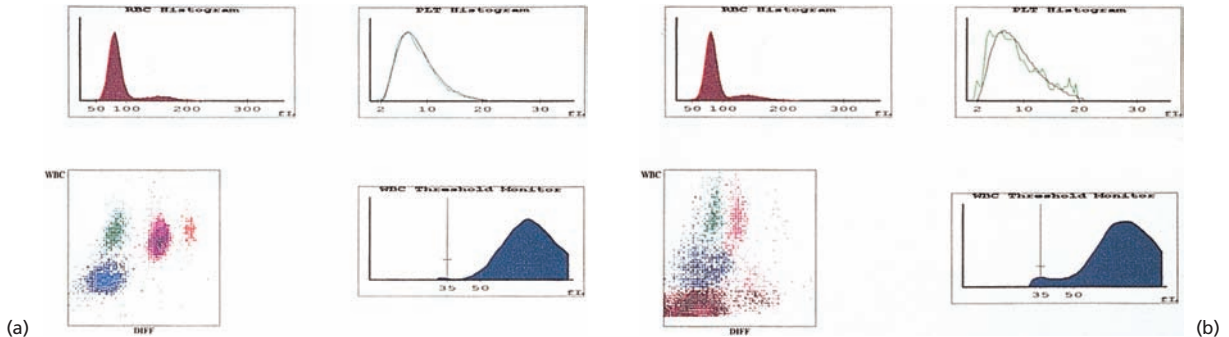 RBC Histogram
50 100 200 300
fL
PLT Histogram
2 10 30
fL
RBC Histogram
50 100 200 300
fL
PLT Histogram
2 10 20 30
fL
WBC
DIFF
WBC Threshold Monitor
35 50
fL
WBC
DIFF
WBC Threshold Monitor
35 50
fL
(a)
(b)